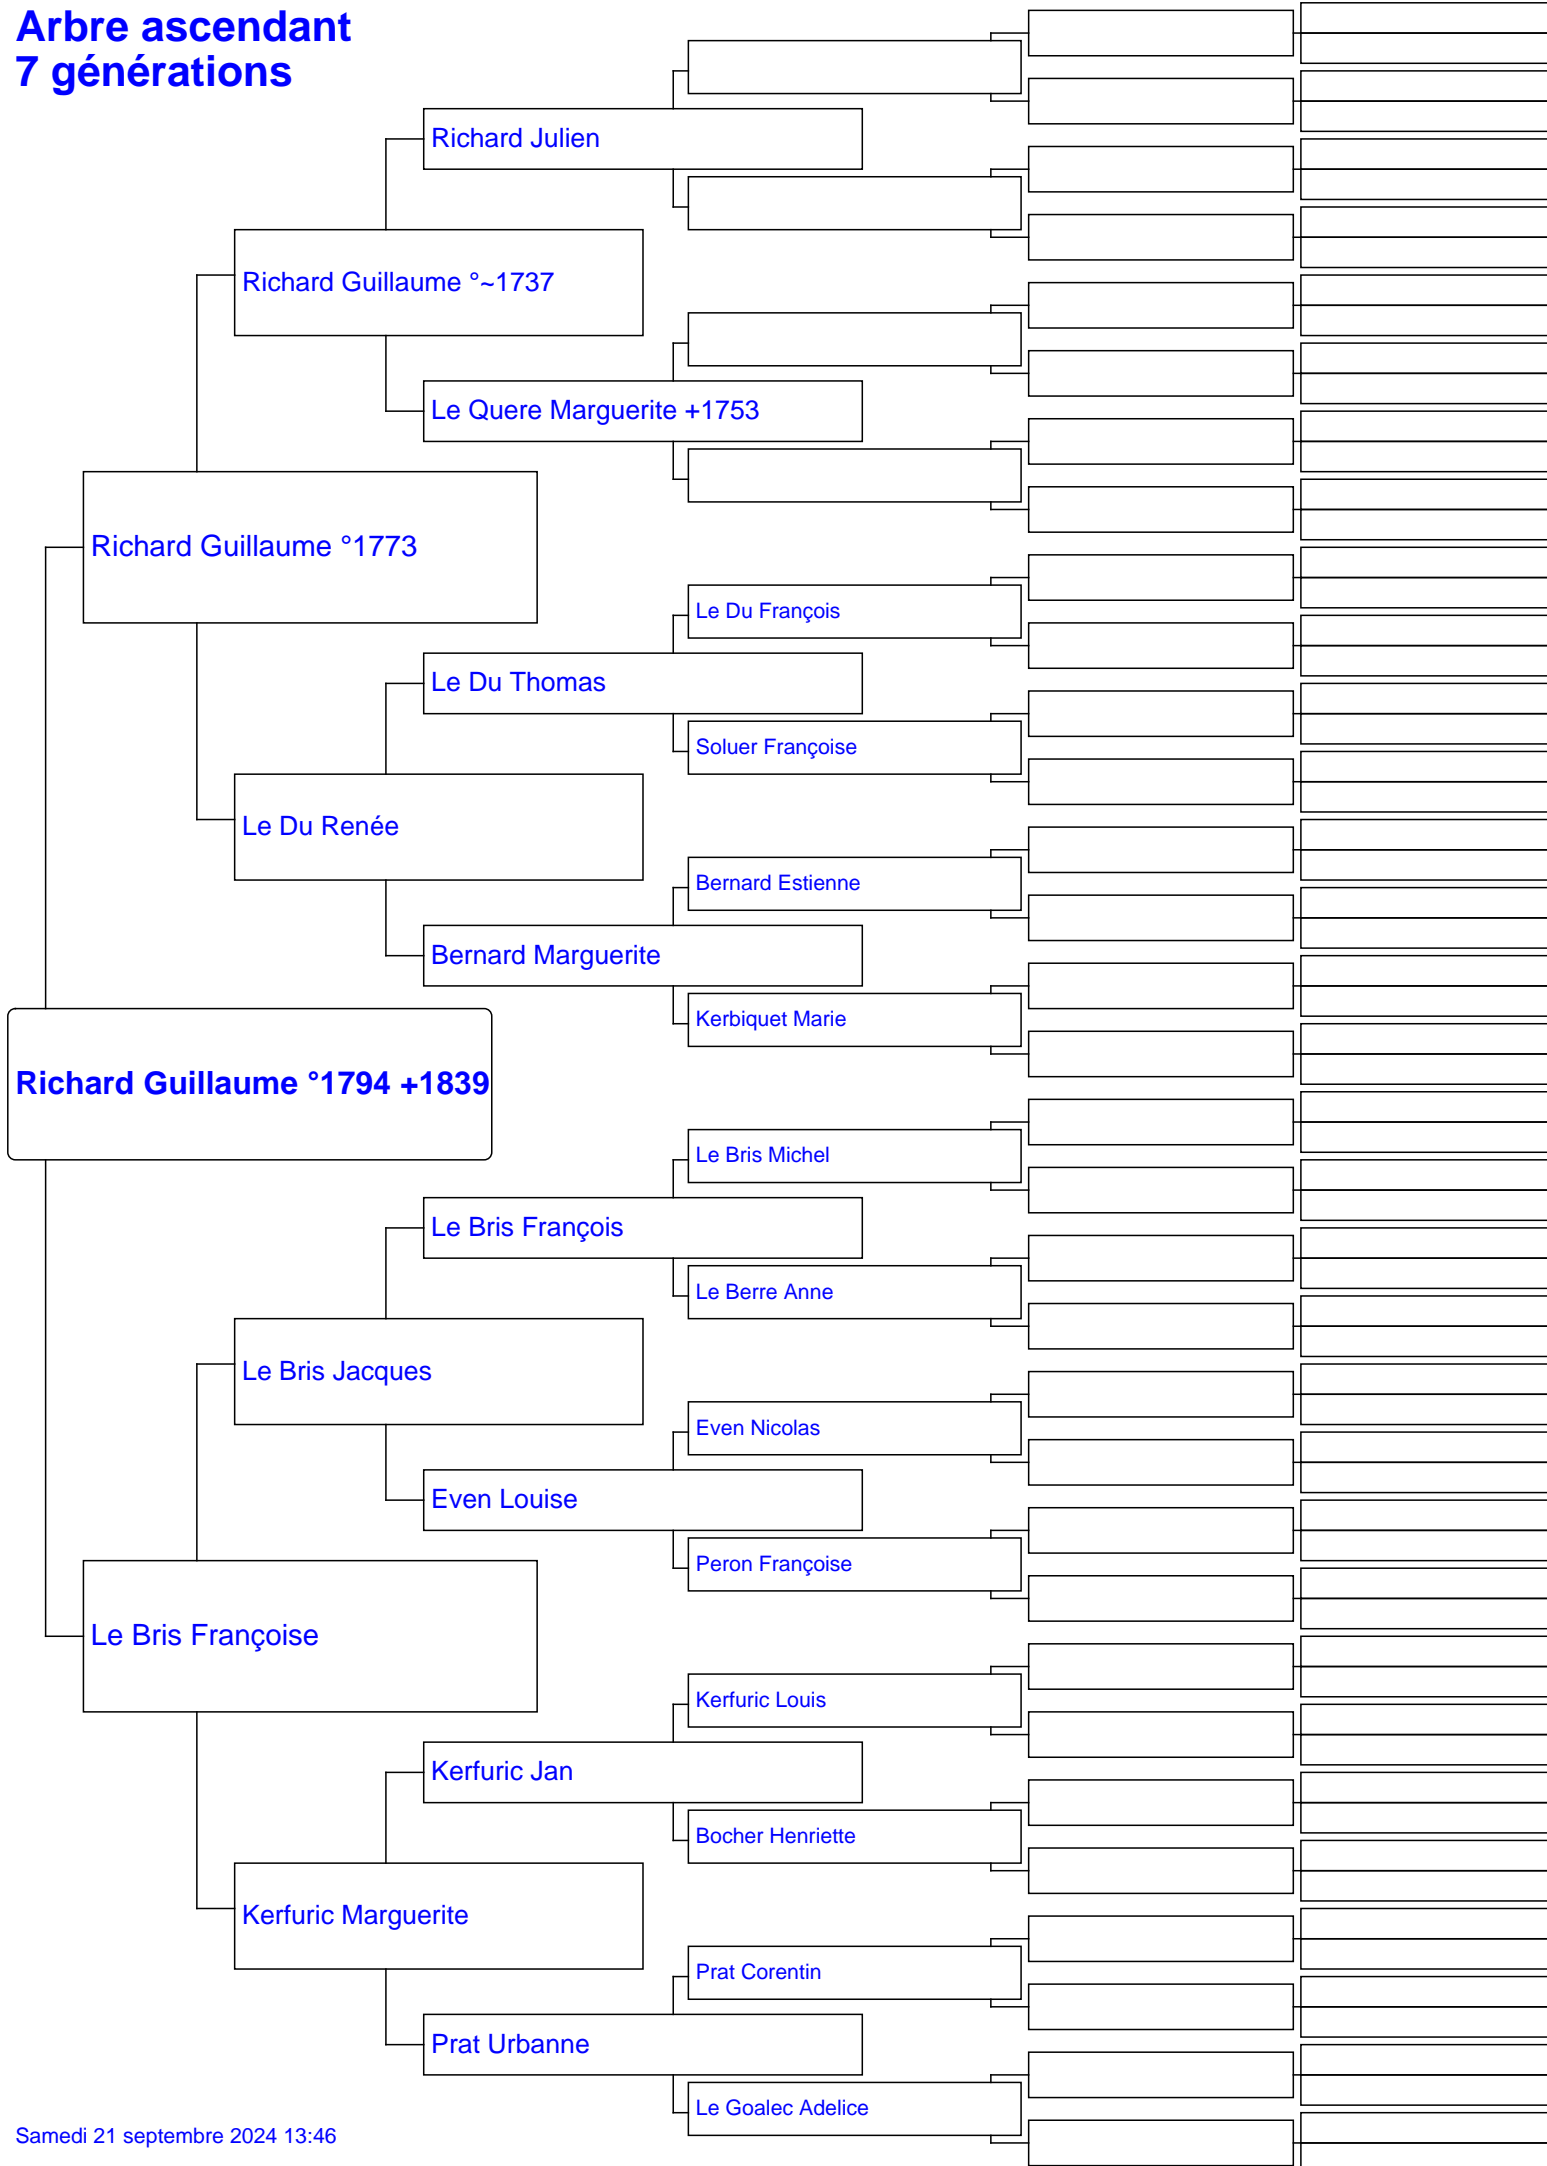 Arbre ascendant
7 générations
Richard Julien
Richard Guillaume °~1737
Le Quere Marguerite +1753
Richard Guillaume °1773
Le Du François
Le Du Thomas
Soluer Françoise
Le Du Renée
Bernard Estienne
Bernard Marguerite
Kerbiquet Marie
Richard Guillaume °1794 +1839
Le Bris Michel
Le Bris François
Le Berre Anne
Le Bris Jacques
Even Nicolas
Even Louise
Peron Françoise
Le Bris Françoise
Kerfuric Louis
Kerfuric Jan
Bocher Henriette
Kerfuric Marguerite
Prat Corentin
Prat Urbanne
Le Goalec Adelice
Samedi 21 septembre 2024 13:46